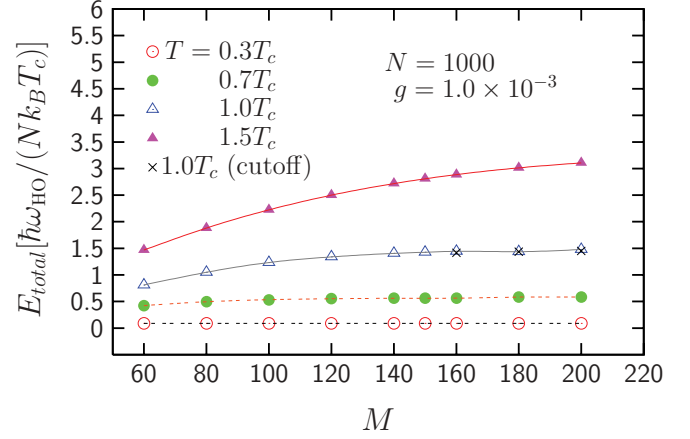 6
5.5
5
4.5
4
3.5
3
2.5
2
1.5
1
0.5
0
E_{total}[ℏω_{HO}/(Nk_BT_c)]
T = 0.3T_c
0.7T_c
1.0T_c
1.5T_c
1.0T_c (cutoff)
N = 1000
g = 1.0 × 10^{-3}
60 80 100 120 140 160 180 200 220
M